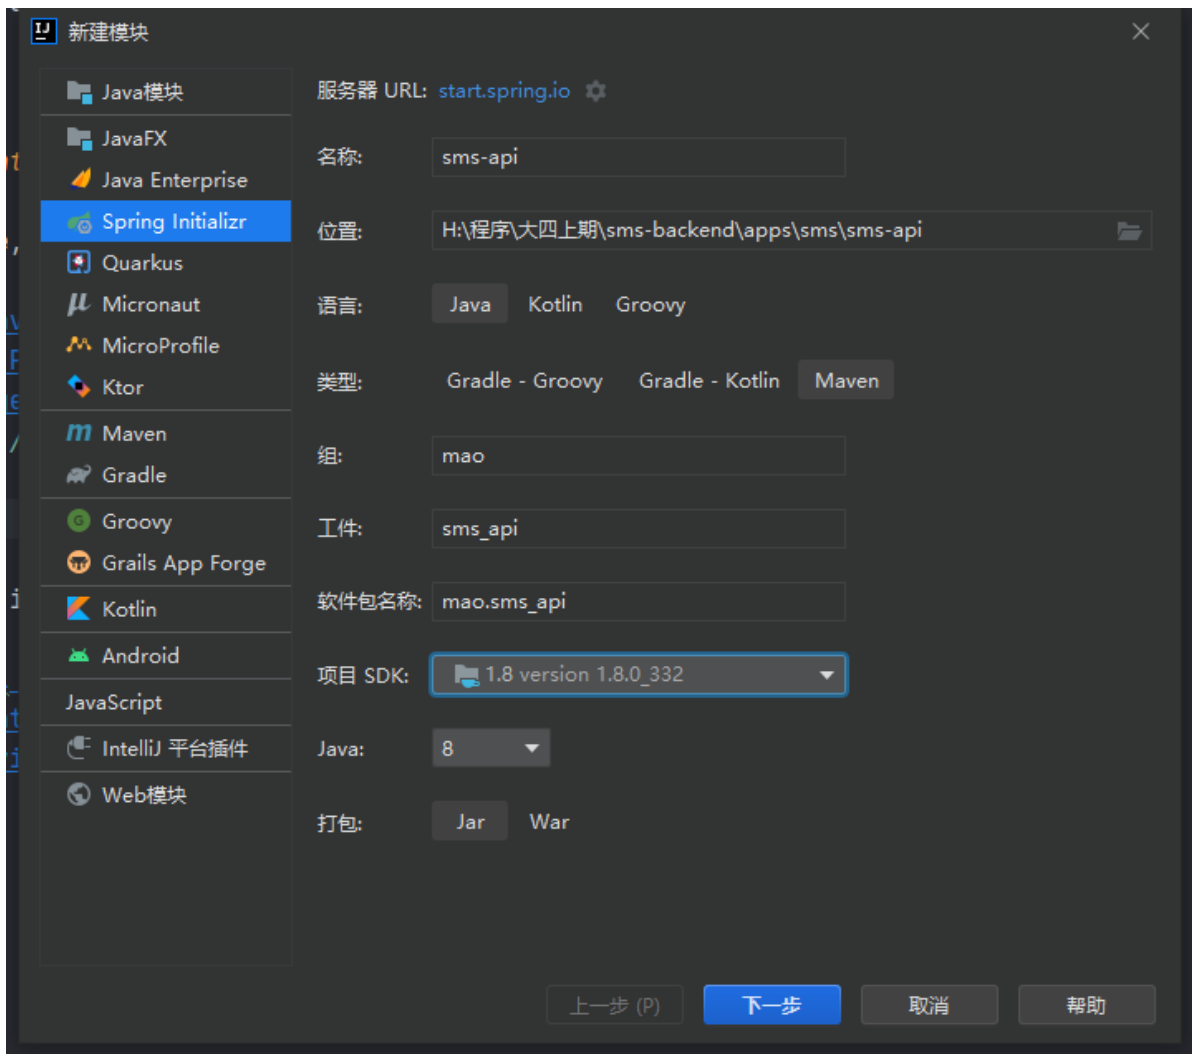 新建模块
Java模块
JavaFX
Java Enterprise
Spring Initializr
Quarkus
Micronaut
MicroProfile
Ktor
Maven
Gradle
Groovy
Grails App Forge
Kotlin
Android
JavaScript
IntelliJ 平台插件
Web模块
服务器 URL: start.spring.io
名称: sms-api
位置: H:\程序\大四上期\sms-backend\apps\sms\sms-api
语言: Java Kotlin Groovy
类型: Gradle - Groovy Gradle - Kotlin Maven
组: mao
工件: sms_api
软件包名称: mao.sms_api
项目 SDK: 1.8 version 1.8.0_332
Java: 8
打包: Jar War
上一步 (P) 下一步 取消 帮助